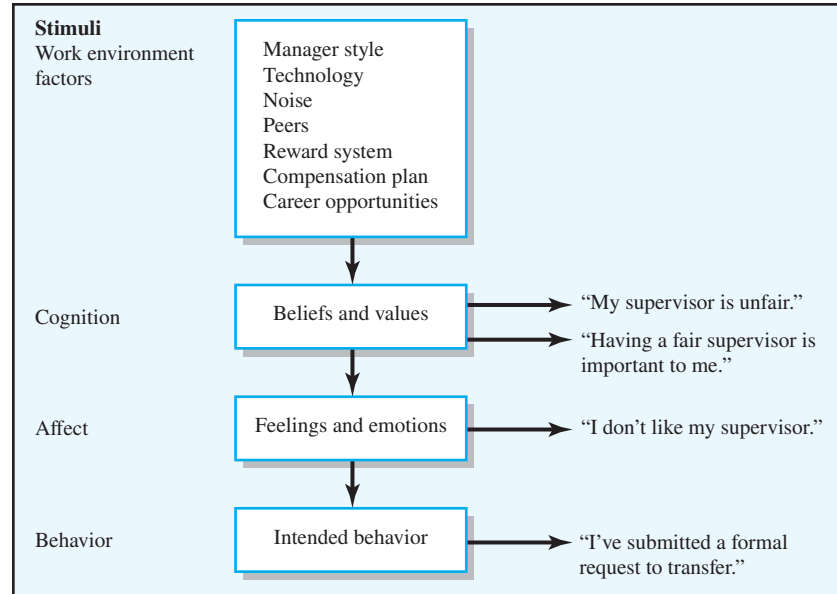 Stimuli
Work environment
factors
Manager style
Technology
Noise
Peers
Reward system
Compensation plan
Career opportunities
Cognition
Beliefs and values
“My supervisor is unfair.”
“Having a fair supervisor is
important to me.”
Affect
Feelings and emotions
“I don’t like my supervisor.”
Behavior
Intended behavior
“I’ve submitted a formal
request to transfer.”